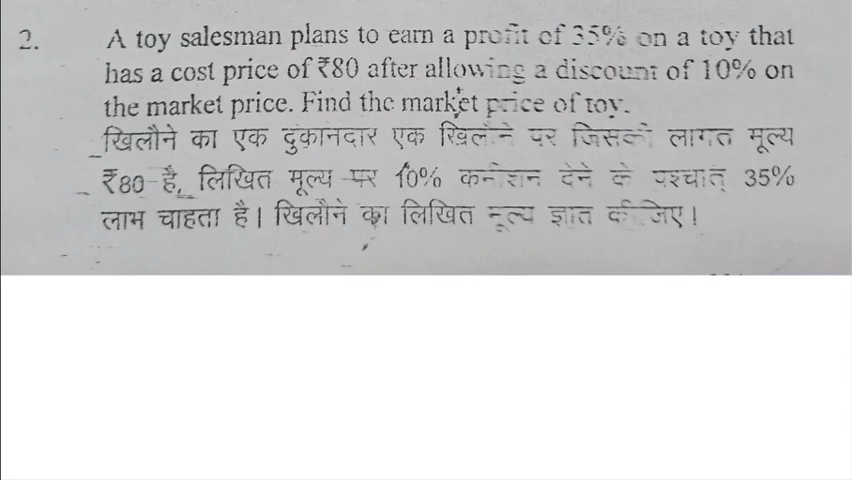 2. A toy salesman plans to earn a profit of 35% on a toy that
has a cost price of ₹80 after allowing a discount of 10% on
the market price. Find the market price of toy.
खिलौने का एक दुकानदार एक खिलौने पर जिसकी लागत मूल्य
₹80 है, लिखित मूल्य पर 10% कमीशन देने के पश्चात् 35%
लाभ चाहता है। खिलौने का लिखित मूल्य ज्ञात कीजिए।